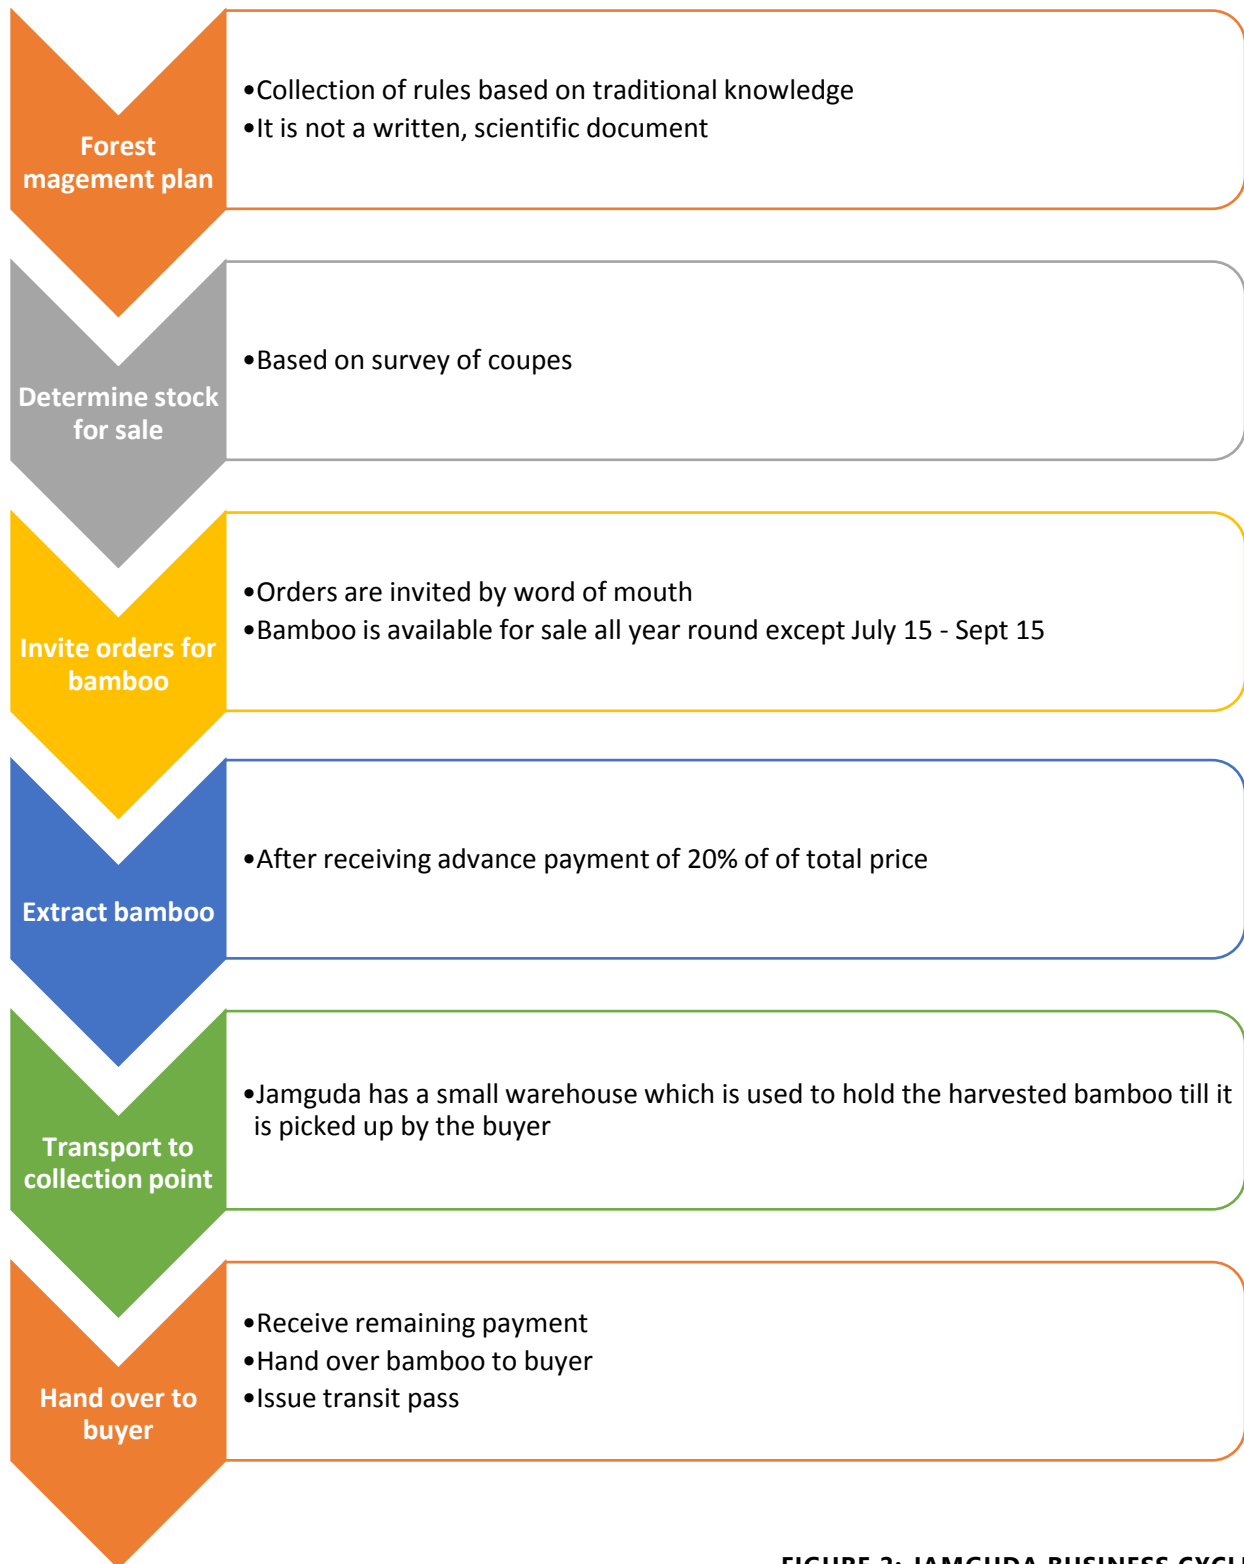 •Collection of rules based on traditional knowledge
•It is not a written, scientific document
Forest
magement plan
•Based on survey of coupes
Determine stock
for sale
•Orders are invited by word of mouth
•Bamboo is available for sale all year round except July 15 - Sept 15
Invite orders for
bamboo
•After receiving advance payment of 20% of of total price
Extract bamboo
•Jamguda has a small warehouse which is used to hold the harvested bamboo till it
is picked up by the buyer
Transport to
collection point
•Receive remaining payment
•Hand over bamboo to buyer
•Issue transit pass
Hand over to
buyer
FIGURE 2: JAMGUDA BUSINESS CYCLE